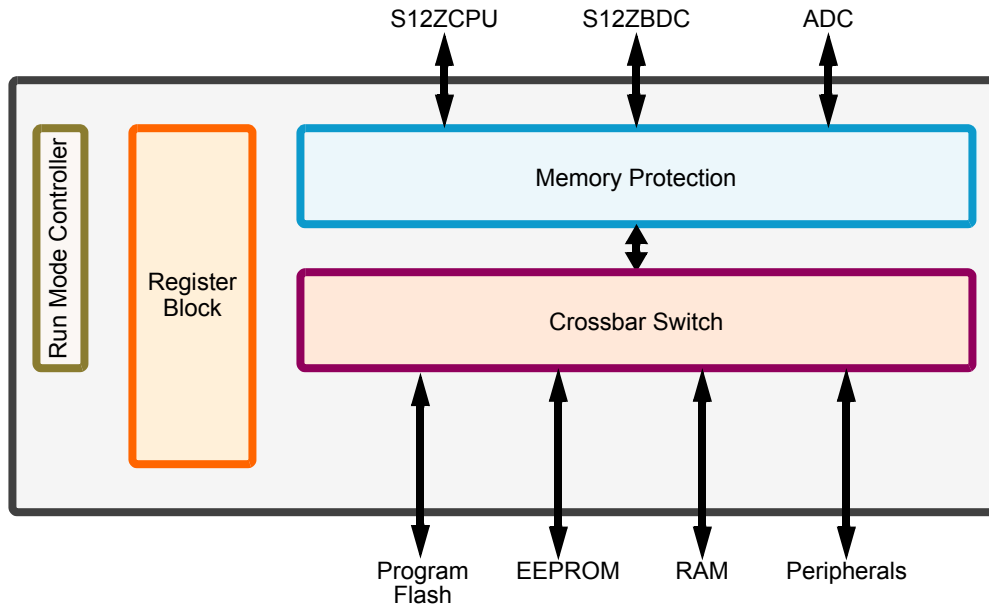 S12ZCPU
S12ZBDC
ADC
Run Mode Controller
Register
Block
Memory Protection
Crossbar Switch
Program
Flash
EEPROM
RAM
Peripherals